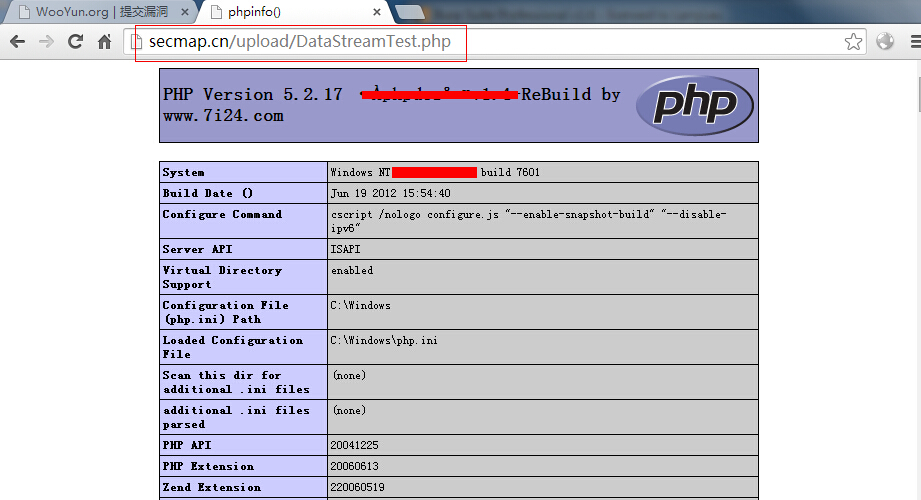 WooYun.org | 提交漏洞
phpinfo()
secmap.cn/upload/DataStreamTest.php
PHP Version 5.2.17 ReBuild by
www.7i24.com
php
System Windows NT build 7601
Build Date () Jun 19 2012 15:54:40
Configure Command cscript /nologo configure.js "--enable-snapshot-build" "--disable-
ipv6"
Server API ISAPI
Virtual Directory enabled
Support
Configuration File C:\Windows
(php.ini) Path
Loaded Configuration C:\Windows\php.ini
File
Scan this dir for (none)
additional .ini files
additional .ini files (none)
parsed
PHP API 20041225
PHP Extension 20060613
Zend Extension 220060519